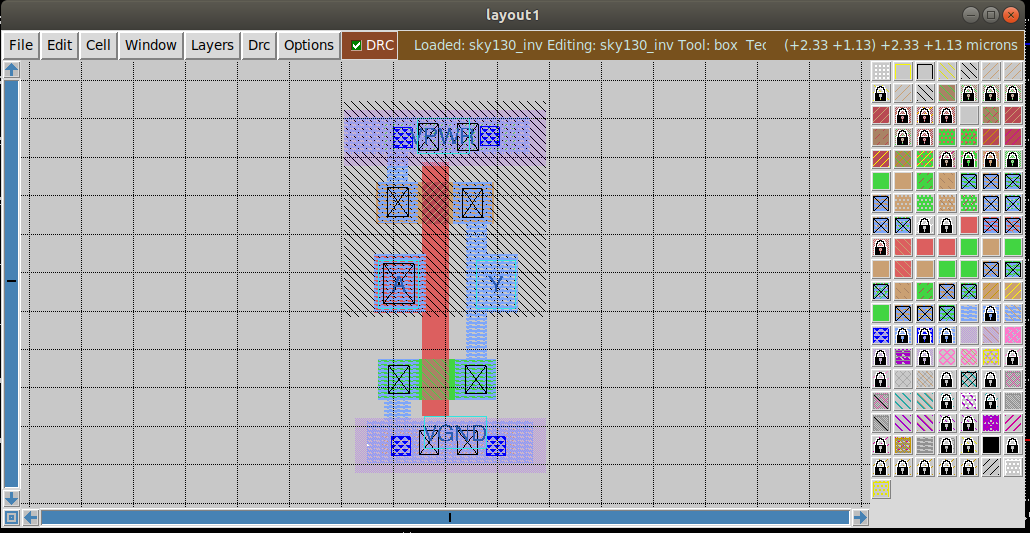 layout1
File Edit Cell Window Layers Drc Options DRC Loaded: sky130_inv Editing: sky130_inv Tool: box Tec (+2.33 +1.13) +2.33 +1.13 microns
VPWR
A Y
VGND